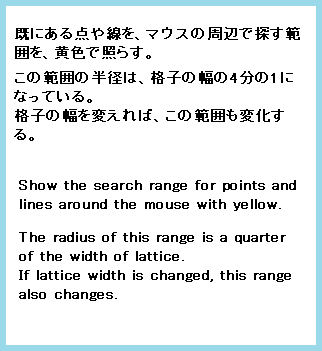 既にある点や線を、マウスの周辺で探す範
囲を、黄色で照らす。
この範囲の半径は、格子の幅の4分の1に
なっている。
格子の幅を変えれば、この範囲も変化す
る。
Show the search range for points and
lines around the mouse with yellow.
The radius of this range is a quarter
of the width of lattice.
If lattice width is changed, this range
also changes.